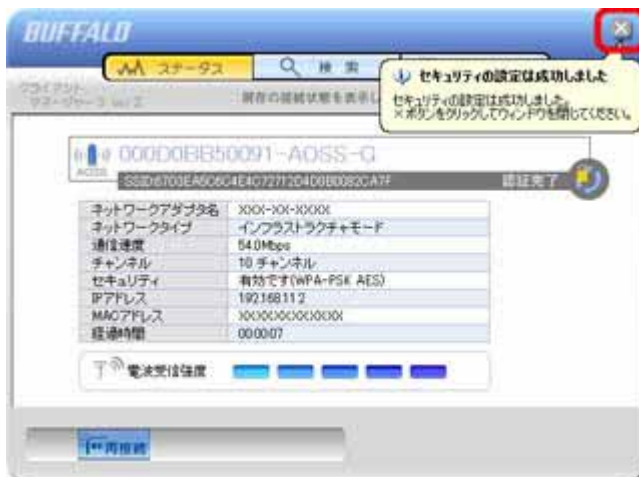 BUFFALO
ステータス
検索
セキュリティの設定は成功しました
セキュリティの設定は成功しました。
×ボタンをクリックしてウィンドウを閉じてください。
クライアント
マネージャ
現在の接続状態を表示し
000D0BB50091-AOSS-G
AOSS
認証完了
ネットワークアダプタ名 XXX-XX-XXXXX
ネットワークタイプ インフラストラクチャモード
通信速度 54.0Mbps
チャンネル 10 チャンネル
セキュリティ 有効です(WPA-PSK AES)
IPアドレス 192.168.11.2
MACアドレス XXXXXXXXXXXX
経過時間 00:00:07
電波受信強度
再接続